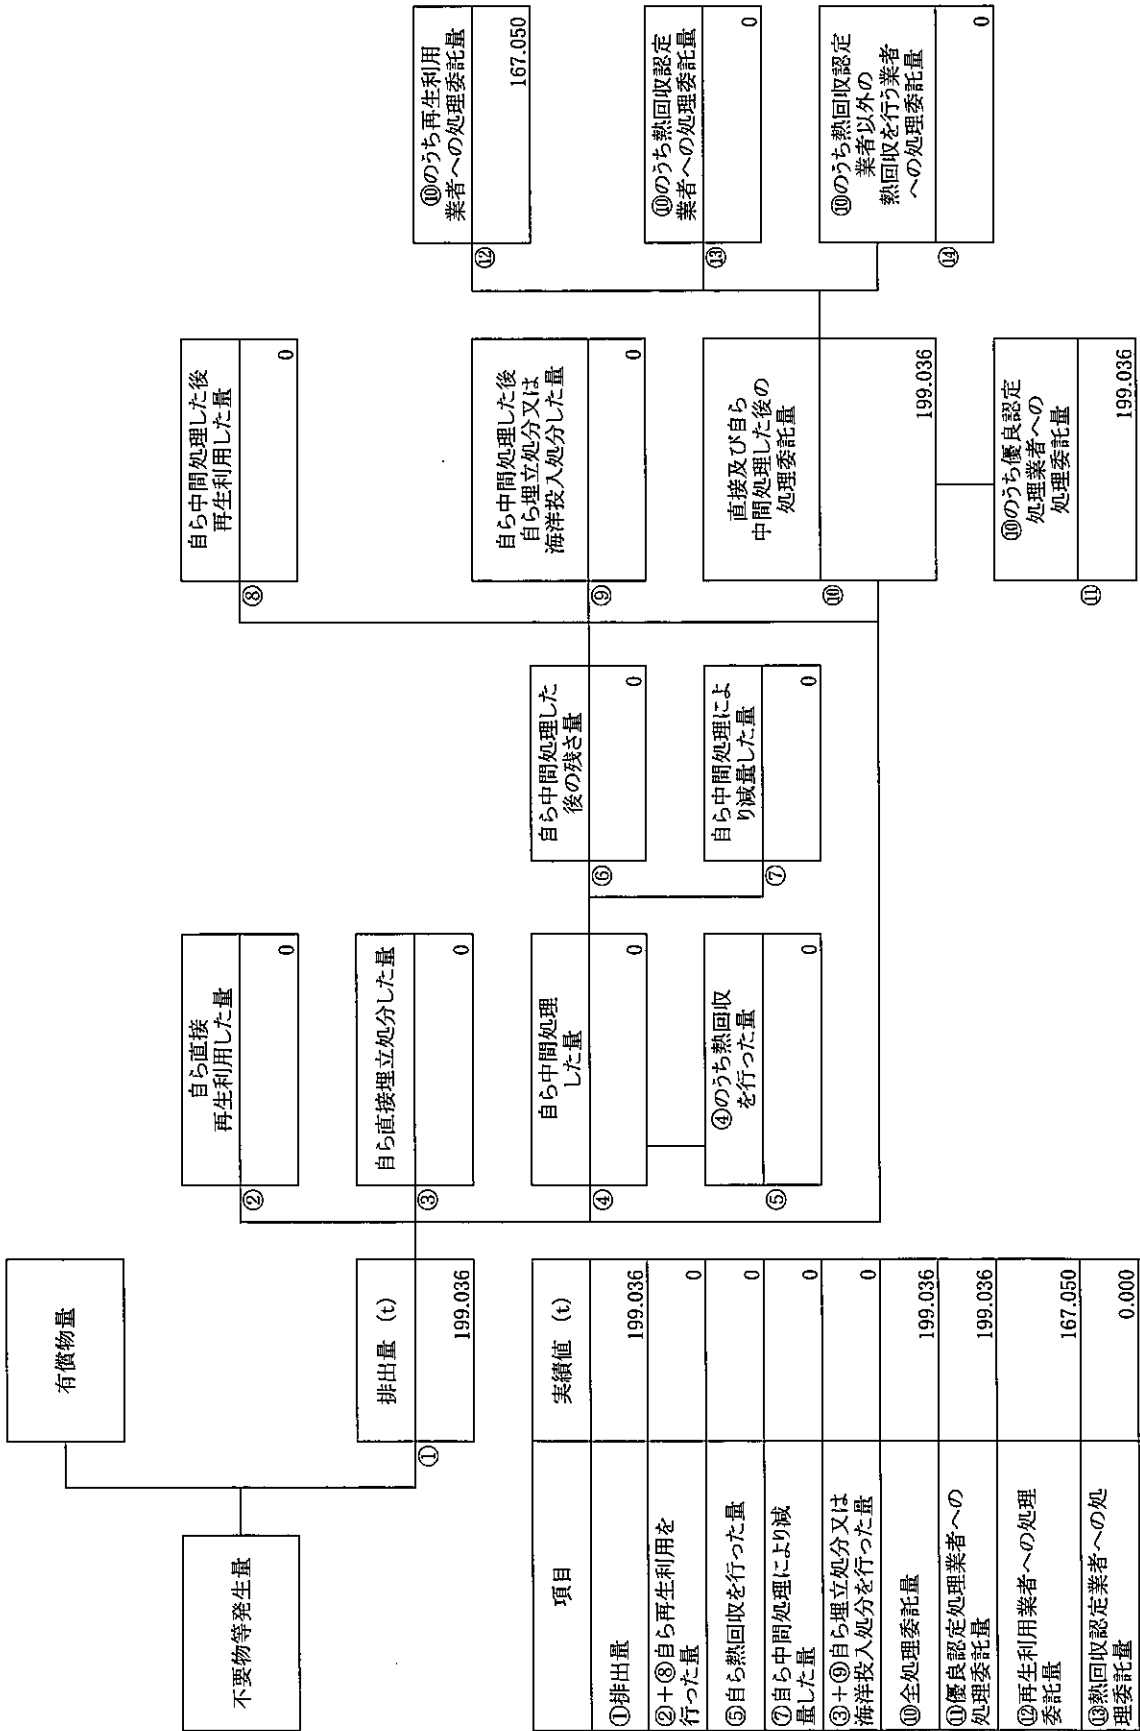 不要物等発生量
有償物量
①
排出量 (t)
199.036
②
自ら直接
再生利用した量
0
③
自ら直接埋立処分した量
0
④
自ら中間処理
した量
0
⑤
④のうち熱回収
を行った量
0
⑥
自ら中間処理した
後の残さ量
0
⑦
自ら中間処理によ
り減量した量
0
⑧
自ら中間処理した後
再生利用した量
0
⑨
自ら中間処理した後
自ら埋立処分又は
海洋投入処分した量
0
⑩
直接及び自ら
中間処理した後の
処理委託量
199.036
⑪
⑩のうち優良認定
処理業者への
処理委託量
199.036
⑫
⑩のうち再生利用
業者への処理委託量
167.050
⑬
⑩のうち熱回収認定
業者への処理委託量
0
⑭
⑩のうち熱回収認定
業者以外の
熱回収を行う業者
への処理委託量
0
項目 実績値 (t)
①排出量 199.036
②+⑧自ら再生利用を
行った量 0
⑤自ら熱回収を行った量 0
⑦自ら中間処理により減
量した量 0
③+⑨自ら埋立処分又は
海洋投入処分を行った量 0
⑩全処理委託量 199.036
⑪優良認定処理業者への
処理委託量 199.036
⑫再生利用業者への処理
委託量 167.050
⑬熱回収認定業者への処
理委託量 0.000